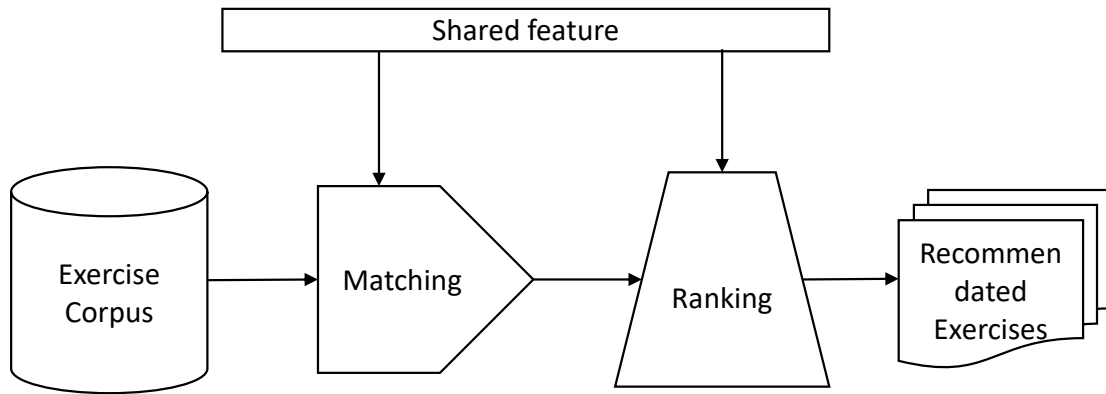 Shared feature
Exercise
Corpus
Matching
Ranking
Recommen
dated
Exercises